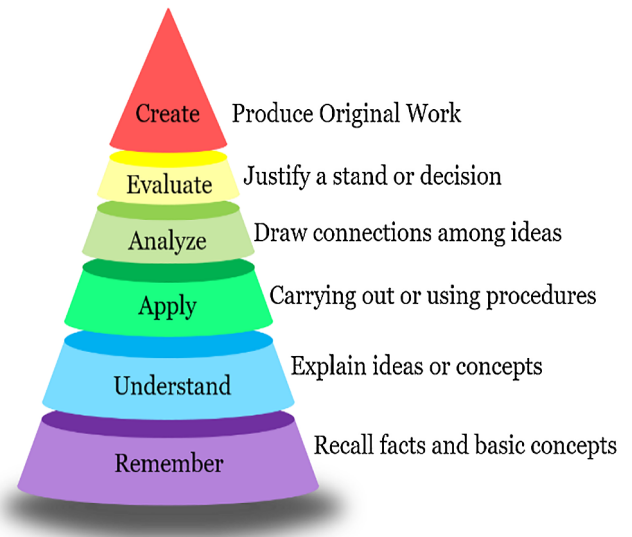 Create Produce Original Work
Evaluate Justify a stand or decision
Analyze Draw connections among ideas
Apply Carrying out or using procedures
Understand Explain ideas or concepts
Remember Recall facts and basic concepts